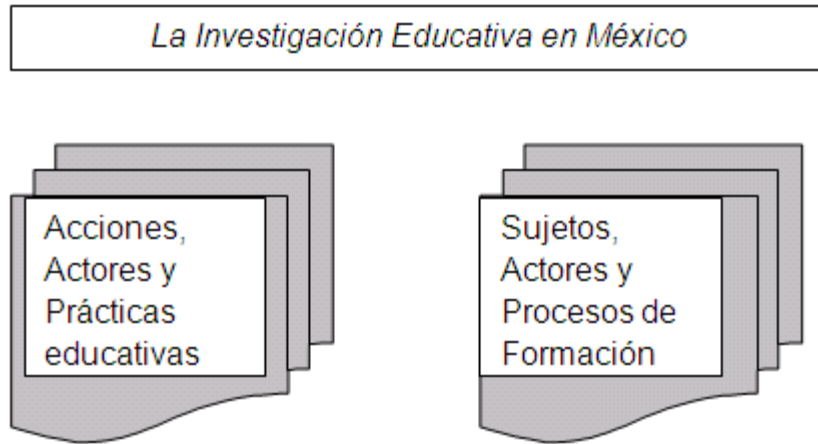 La Investigación Educativa en México
Acciones,
Actores y
Prácticas
educativas
Sujetos,
Actores y
Procesos de
Formación